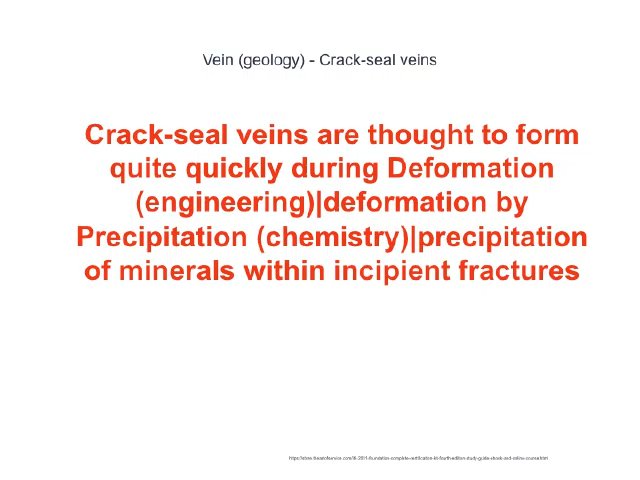 Vein (geology) - Crack-seal veins
Crack-seal veins are thought to form
quite quickly during Deformation
(engineering)|deformation by
Precipitation (chemistry)|precipitation
of minerals within incipient fractures